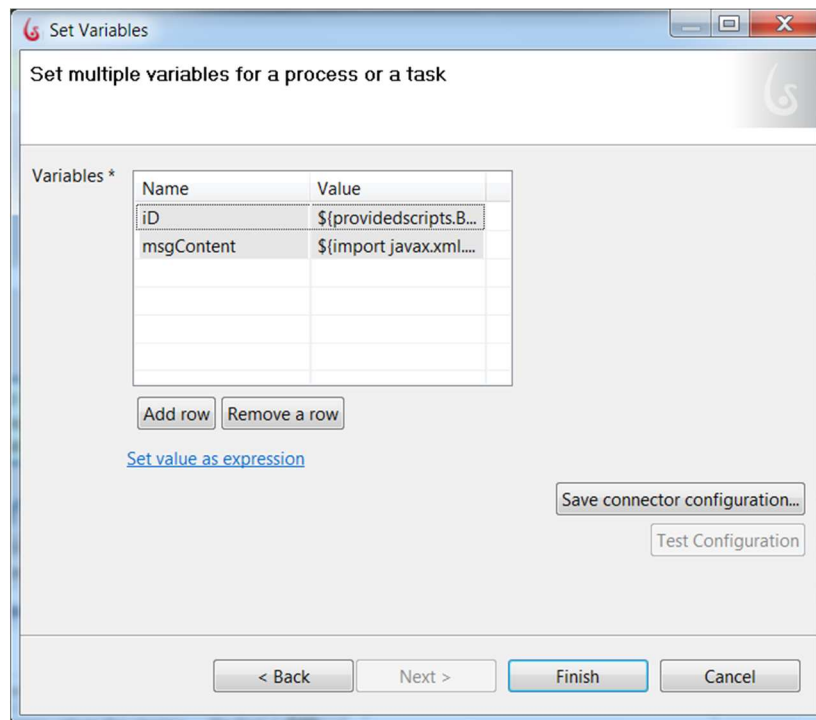 Set Variables
Set multiple variables for a process or a task
Variables *
Name Value
iD ${providedscripts.B...
msgContent ${import javax.xml....
Add row Remove a row
Set value as expression
Save connector configuration...
Test Configuration
< Back Next > Finish Cancel